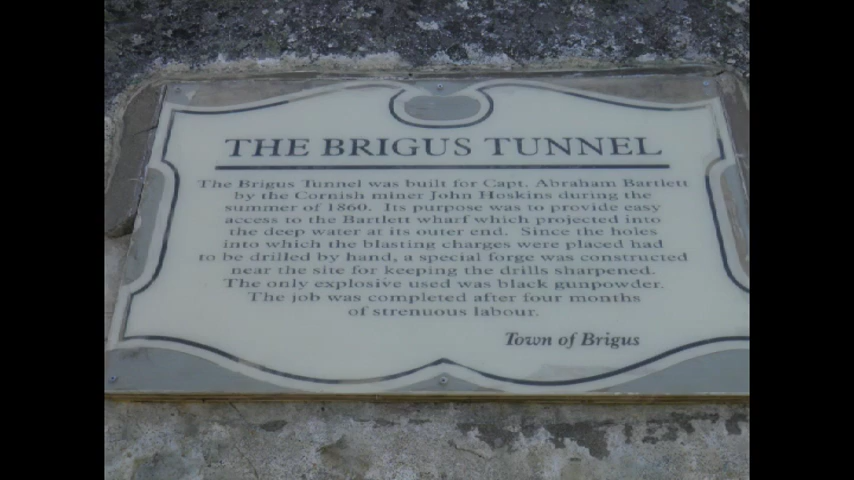 THE BRIGUS TUNNEL
The Brigus Tunnel was built for Capt. Abraham Bartlett
by the Cornish miner John Hoskins during the
summer of 1860. Its purpose was to provide easy
access to the Bartlett wharf which projected into
the deep water at its outer end. Since the holes
into which the blasting charges were placed had
to be drilled by hand, a special forge was constructed
near the site for keeping the drills sharpened.
The only explosive used was black gunpowder.
The job was completed after four months
of strenuous labour.
Town of Brigus